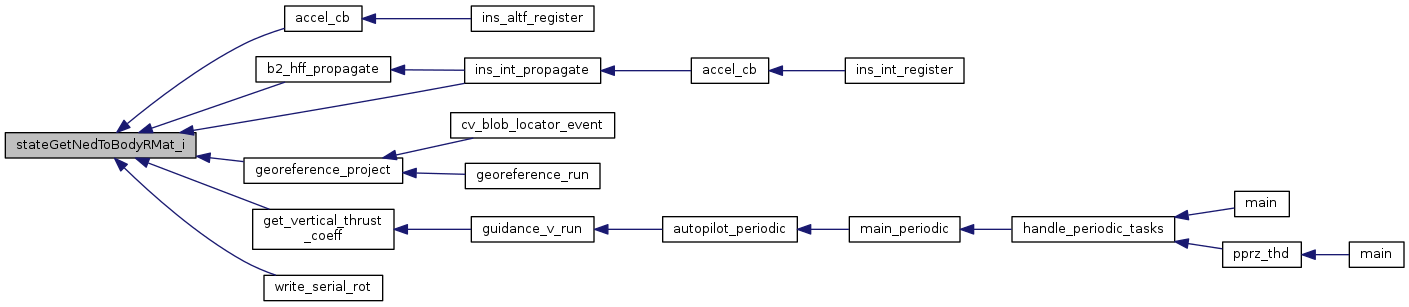 accel_cb
ins_altf_register
b2_hff_propagate
ins_int_propagate
accel_cb
ins_int_register
cv_blob_locator_event
stateGetNedToBodyRMat_i
georeference_project
georeference_run
get_vertical_thrust
_coeff
guidance_v_run
autopilot_periodic
main_periodic
handle_periodic_tasks
main
pprz_thd
main
write_serial_rot